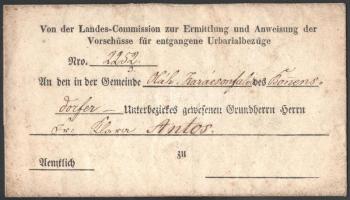 Von der Landes-Commission zur Ermittlung und Anweisung der
Vorschüsse für entgangene Urbarialbezüge
Nro. 2252
An den in der Gemeinde des
dorfer — Unterbezirkes gewesenen Grundherrn Herrn
Antos.
zu
Aemtlich